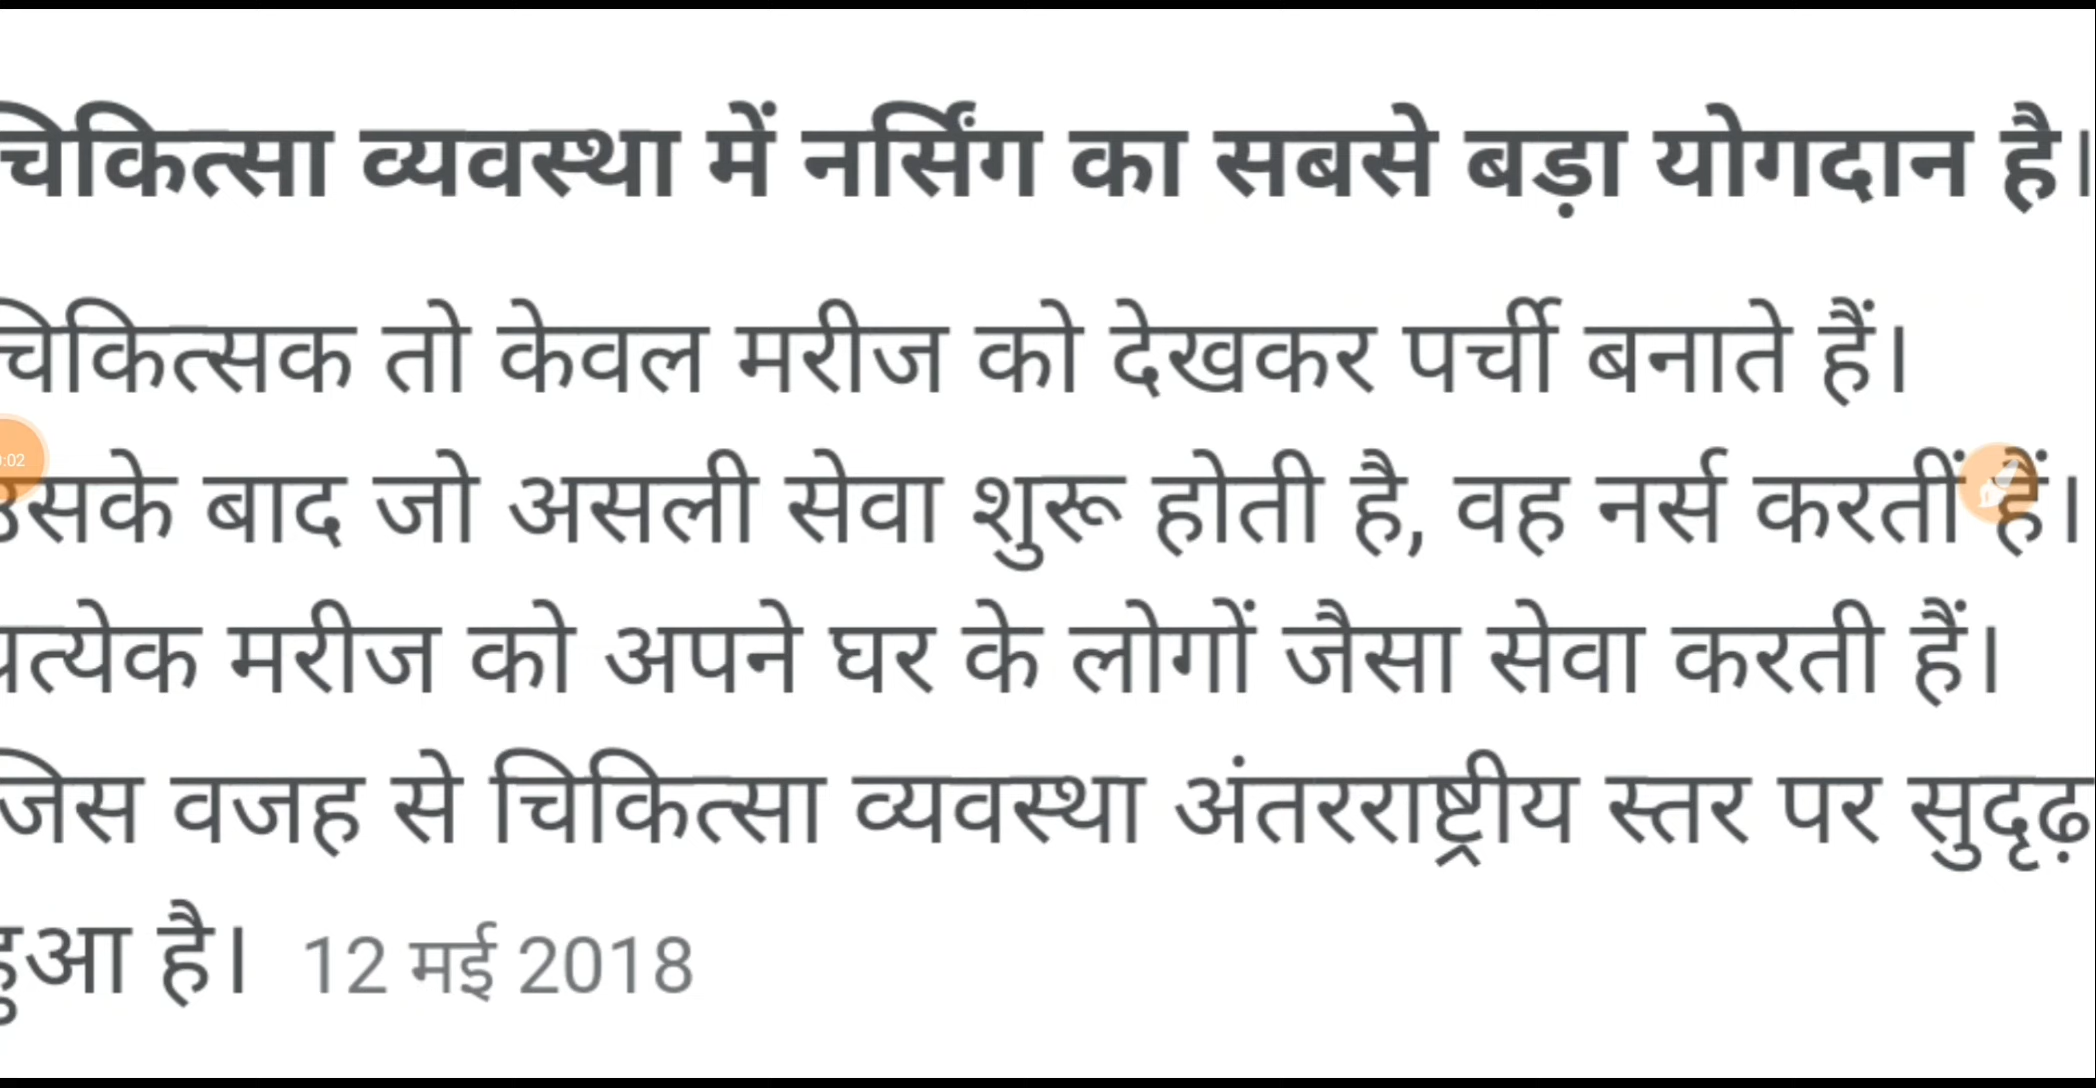 चिकित्सा व्यवस्था में नर्सिंग का सबसे बड़ा योगदान है।
चिकित्सक तो केवल मरीज को देखकर पर्ची बनाते हैं।
:02
उसके बाद जो असली सेवा शुरू होती है, वह नर्स करतीं हैं।
प्रत्येक मरीज को अपने घर के लोगों जैसा सेवा करती हैं।
जिस वजह से चिकित्सा व्यवस्था अंतरराष्ट्रीय स्तर पर सुदृढ़
हुआ है। 12 मई 2018